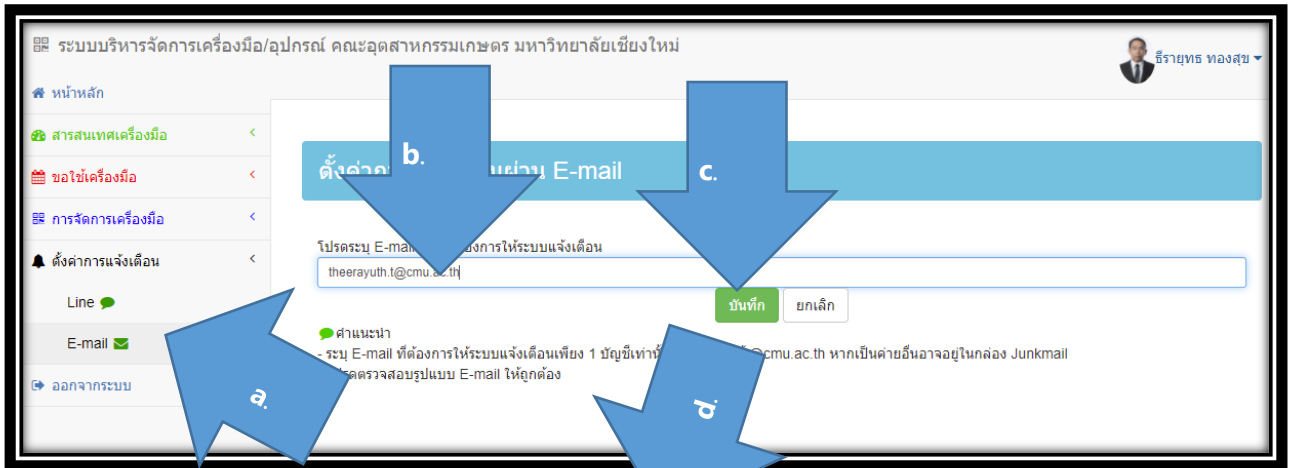 ระบบบริหารจัดการเครื่องมือ/อุปกรณ์ คณะอุตสาหกรรมเกษตร มหาวิทยาลัยเชียงใหม่
ธีรายุทธ ทองสุข
หน้าหลัก
สารสนเทศเครื่องมือ
ขอใช้เครื่องมือ
การจัดการเครื่องมือ
ตั้งค่าการแจ้งเตือน
Line
E-mail
ออกจากระบบ
b.
c.
ตั้งค่า ผ่าน E-mail
โปรดระบุ E-mail องการให้ระบบแจ้งเตือน
theerayuth.t@cmu.ac.th
บันทึก ยกเลิก
คำแนะนำ
- ระบุ E-mail ที่ต้องการให้ระบบแจ้งเตือนเพียง 1 บัญชีเท่านั้ @cmu.ac.th หากเป็นค่ายอื่นอาจอยู่ในกล่อง Junkmail
ตรวจสอบรูปแบบ E-mail ให้ถูกต้อง
a.
d.